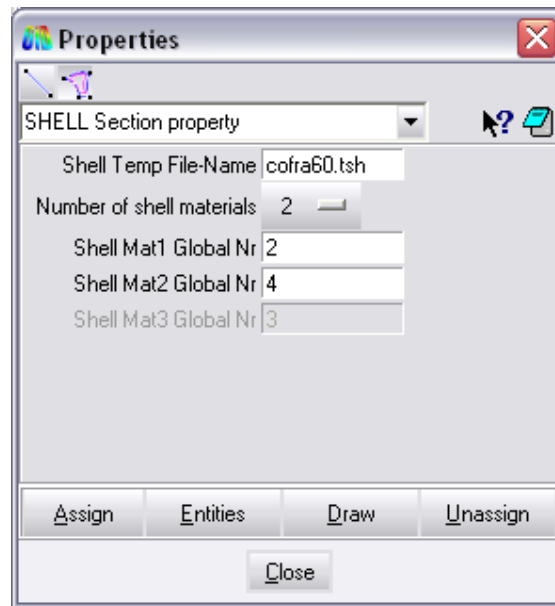 Properties
SHELL Section property
Shell Temp File-Name cofra60.tsh
Number of shell materials 2
Shell Mat1 Global Nr 2
Shell Mat2 Global Nr 4
Shell Mat3 Global Nr 3
Assign Entities Draw Unassign
Close